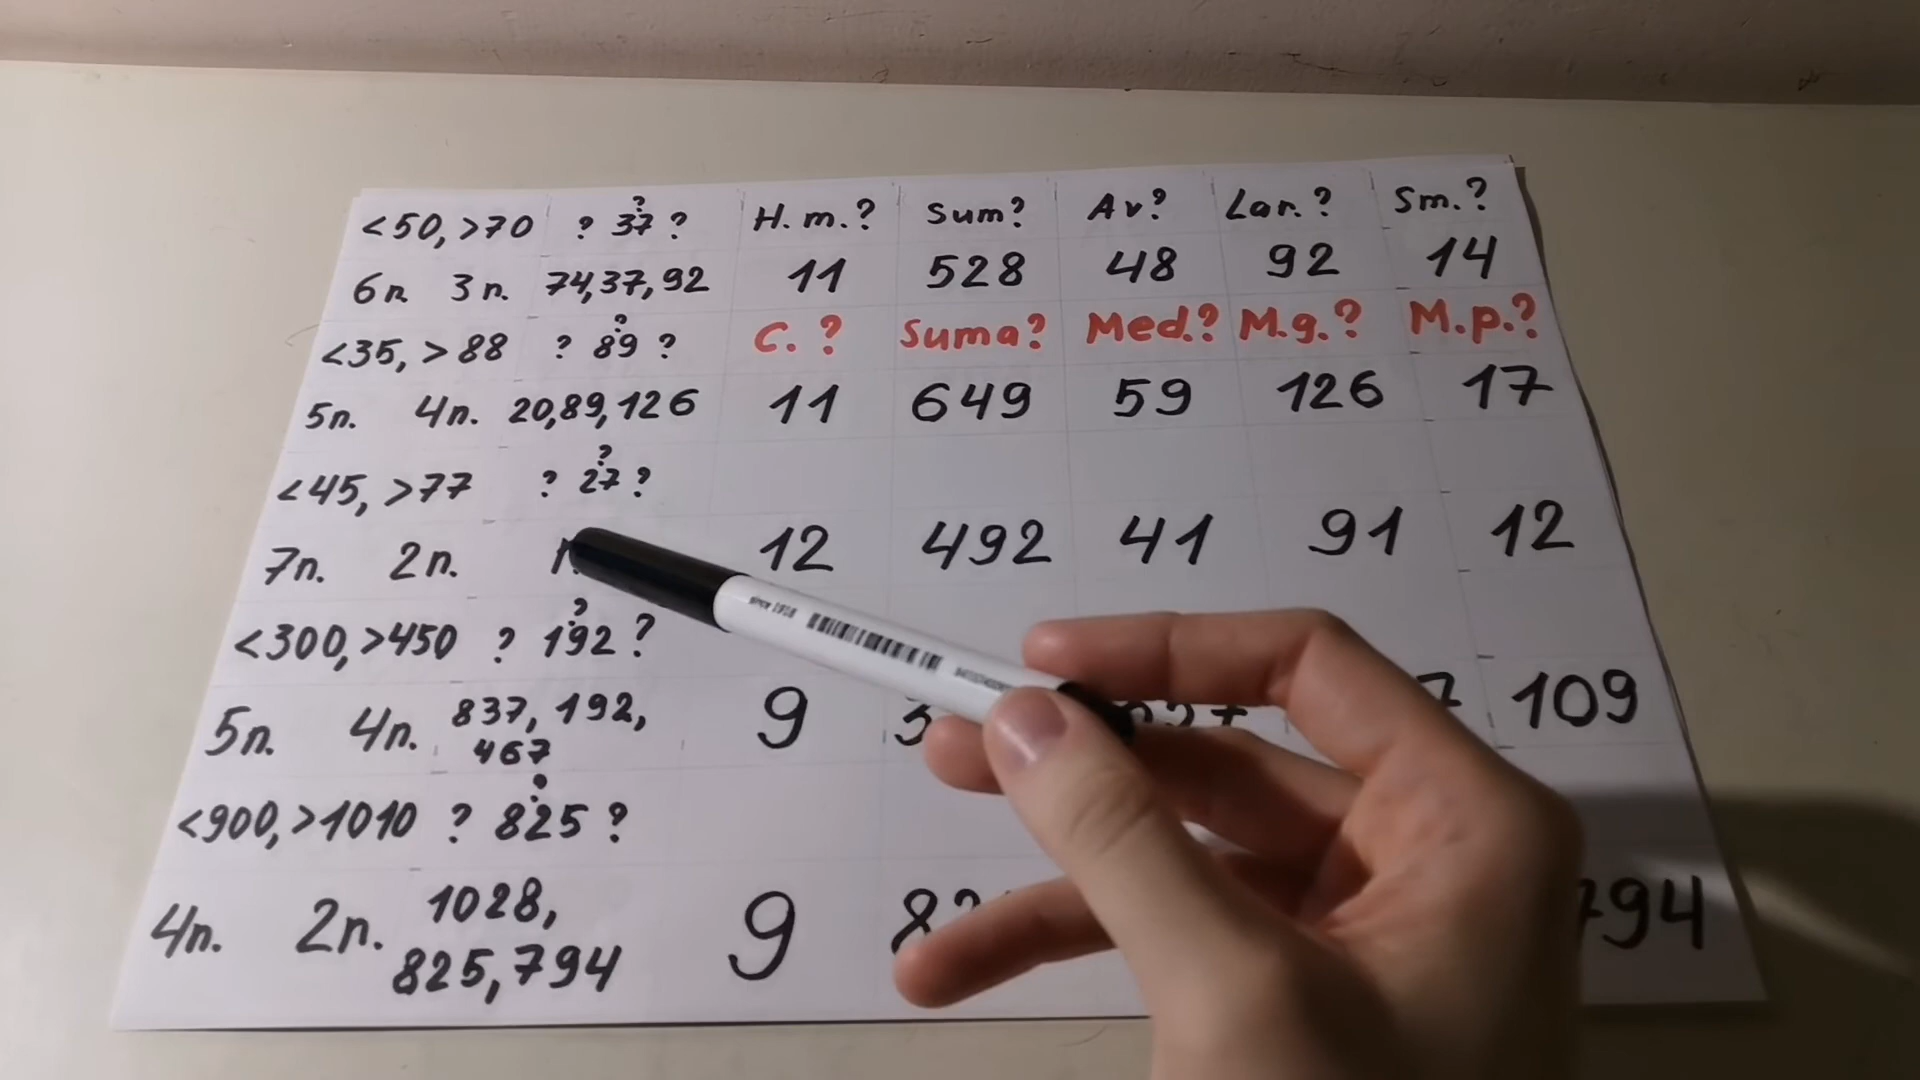 <50, >70 ? 37 ? ? H. m.? Sum? Av? Lar. ? Sm. ?
6n. 3n. 74,37,92 11 528 48 92 14
<35, >88 ? 89 ? ? C. ? Suma? Med.? M.g.? M.p.?
5n. 4n. 20,89,126 11 649 59 126 17
<45, >77 ? 27 ? ?
7n. 2n. 12 492 41 91 12
since 1918
<300, >450 ? 192 ? ?
5n. 4n. 837, 192, 9 109
467
<900, >1010 ? 825 ? ?
4n. 2n. 1028, 9
825,794 794